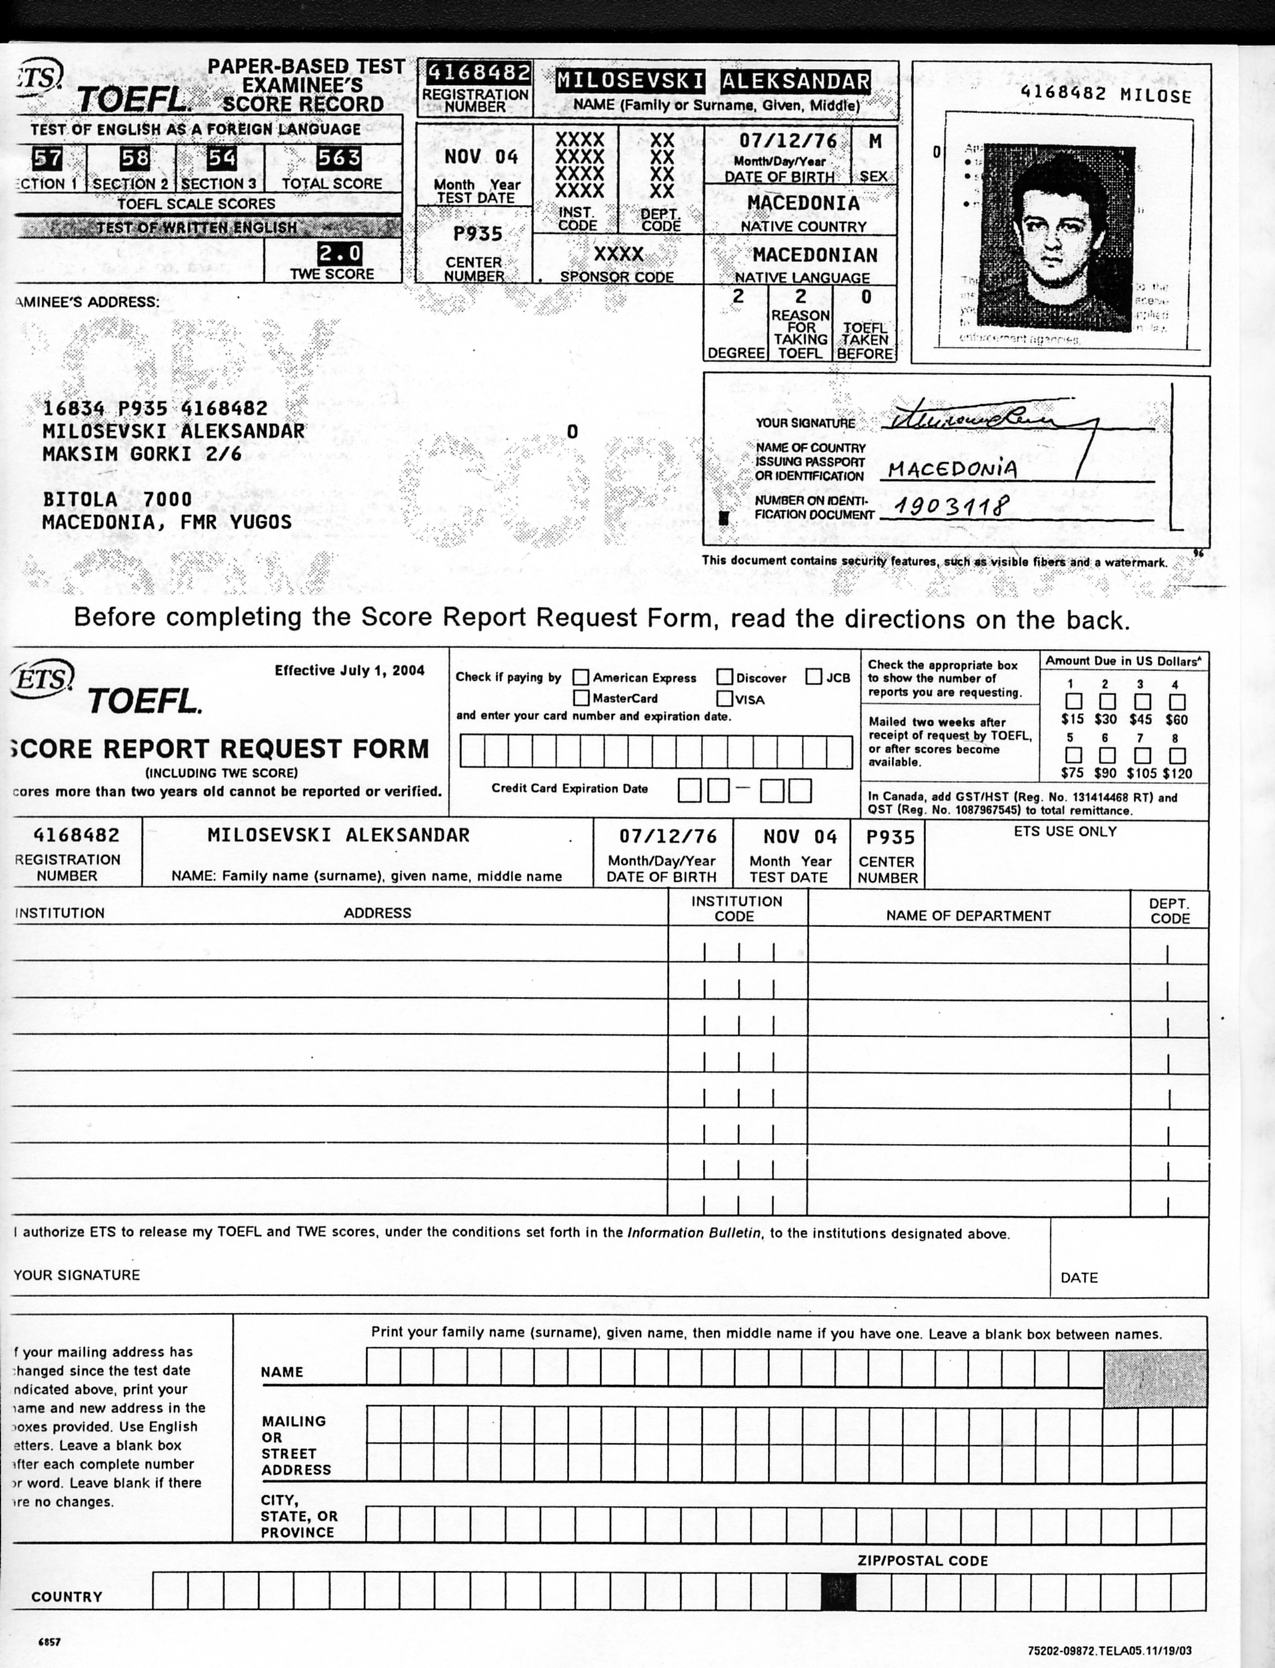 ETS
TOEFL.
PAPER-BASED TEST
EXAMINEE'S
SCORE RECORD
TEST OF ENGLISH AS A FOREIGN LANGUAGE
57 58 54 563
CTION 1 SECTION 2 SECTION 3 TOTAL SCORE
TOEFL SCALE SCORES
TEST OF WRITTEN ENGLISH
2.0
TWE SCORE
4168482
REGISTRATION
NUMBER
MILOSEVSKI ALEKSANDAR
NAME (Family or Surname, Given, Middle)
NOV 04
Month Year
TEST DATE
P935
CENTER
NUMBER
XXXX XX
XXXX XX
XXXX XX
XXXX XX
INST. DEPT.
CODE CODE
XXXX
SPONSOR CODE
07/12/76 M
Month/Day/Year
DATE OF BIRTH SEX
MACEDONIA
NATIVE COUNTRY
MACEDONIAN
NATIVE LANGUAGE
2 2 0
DEGREE
REASON
FOR
TAKING
TOEFL
TOEFL
TAKEN
BEFORE
4168482 MILOSE
0
enforcement agencies.
AMINEE'S ADDRESS:
COPY
16834 P935 4168482
MILOSEVSKI ALEKSANDAR 0
MAKSIM GORKI 2/6
BITOLA 7000
MACEDONIA, FMR YUGOS
COPY
YOUR SIGNATURE
NAME OF COUNTRY
ISSUING PASSPORT
OR IDENTIFICATION MACEDONiA
NUMBER ON IDENTI-
FICATION DOCUMENT 1903118
This document contains security features, such as visible fibers and a watermark.
96
Before completing the Score Report Request Form, read the directions on the back.
ETS
TOEFL.
Effective July 1, 2004
SCORE REPORT REQUEST FORM
(INCLUDING TWE SCORE)
cores more than two years old cannot be reported or verified.
Check if paying by American Express Discover JCB
MasterCard VISA
and enter your card number and expiration date.
Credit Card Expiration Date –
Check the appropriate box
to show the number of
reports you are requesting.
Mailed two weeks after
receipt of request by TOEFL,
or after scores become
available.
Amount Due in US Dollars*
1 2 3 4
$15 $30 $45 $60
5 6 7 8
$75 $90 $105 $120
In Canada, add GST/HST (Reg. No. 131414468 RT) and
QST (Reg. No. 1087967545) to total remittance.
4168482 MILOSEVSKI ALEKSANDAR 07/12/76 NOV 04 P935 ETS USE ONLY
REGISTRATION Month/Day/Year Month Year CENTER
NUMBER NAME: Family name (surname), given name, middle name DATE OF BIRTH TEST DATE NUMBER
INSTITUTION ADDRESS INSTITUTION CODE NAME OF DEPARTMENT DEPT. CODE
I authorize ETS to release my TOEFL and TWE scores, under the conditions set forth in the Information Bulletin, to the institutions designated above.
YOUR SIGNATURE DATE
f your mailing address has
hanged since the test date
ndicated above, print your
ame and new address in the
oxes provided. Use English
etters. Leave a blank box
fter each complete number
or word. Leave blank if there
re no changes.
Print your family name (surname), given name, then middle name if you have one. Leave a blank box between names.
NAME
MAILING
OR
STREET
ADDRESS
CITY,
STATE, OR
PROVINCE
ZIP/POSTAL CODE
COUNTRY
6857
75202-09872.TELA05.11/19/03